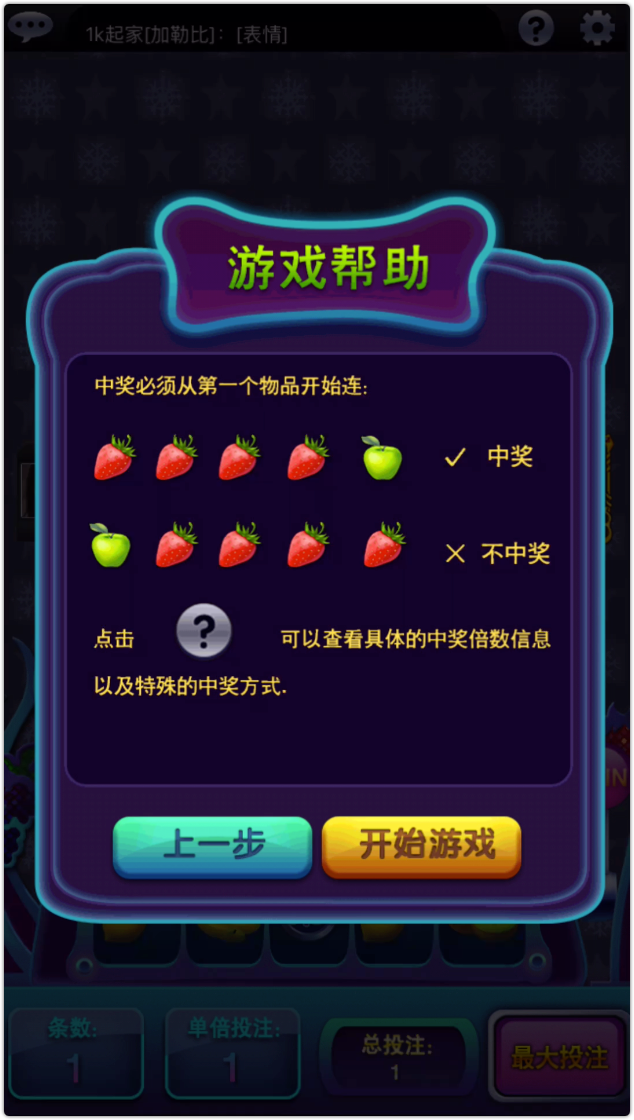 1k起家[加勒比]：[表情]
游戏帮助
中奖必须从第一个物品开始连:
中奖
不中奖
点击 ? 可以查看具体的中奖倍数信息
以及特殊的中奖方式.
上一步
开始游戏
条数:
1
单倍投注:
1
总投注:
1
最大投注